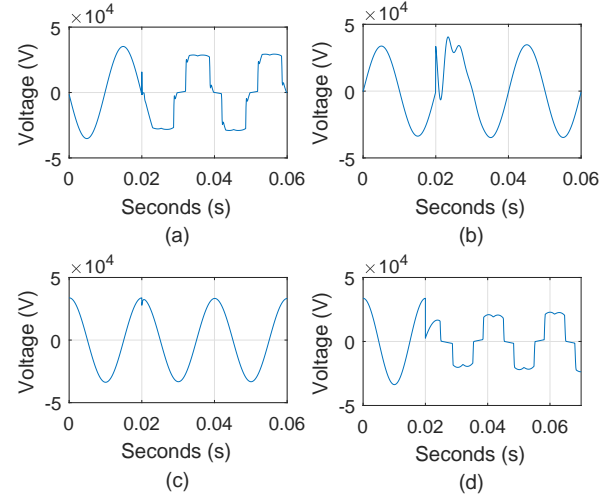 × 10⁴ × 10⁴
5 5
Voltage (V) 0 Voltage (V) 0
-5 -5
0 0.02 0.04 0.06 0 0.02 0.04 0.06
Seconds (s) Seconds (s)
(a) (b)
× 10⁴ × 10⁴
5 5
Voltage (V) 0 Voltage (V) 0
-5 -5
0 0.02 0.04 0.06 0 0.02 0.04 0.06
Seconds (s) Seconds (s)
(c) (d)